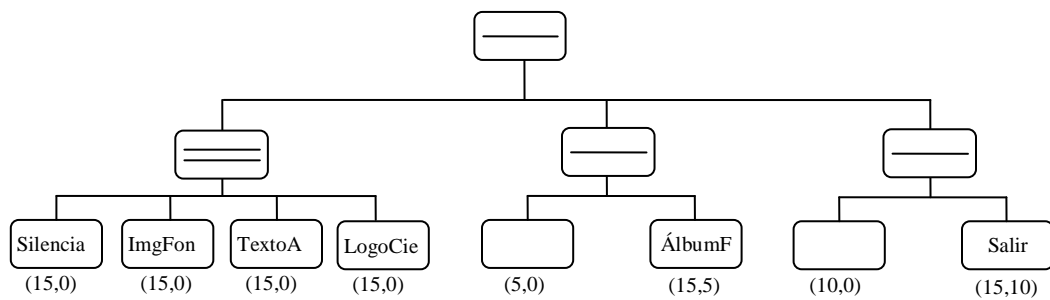 Silencia
ImgFon
TextoA
LogoCie
ÁlbumF
Salir
(15,0)
(15,0)
(15,0)
(15,0)
(5,0)
(15,5)
(10,0)
(15,10)